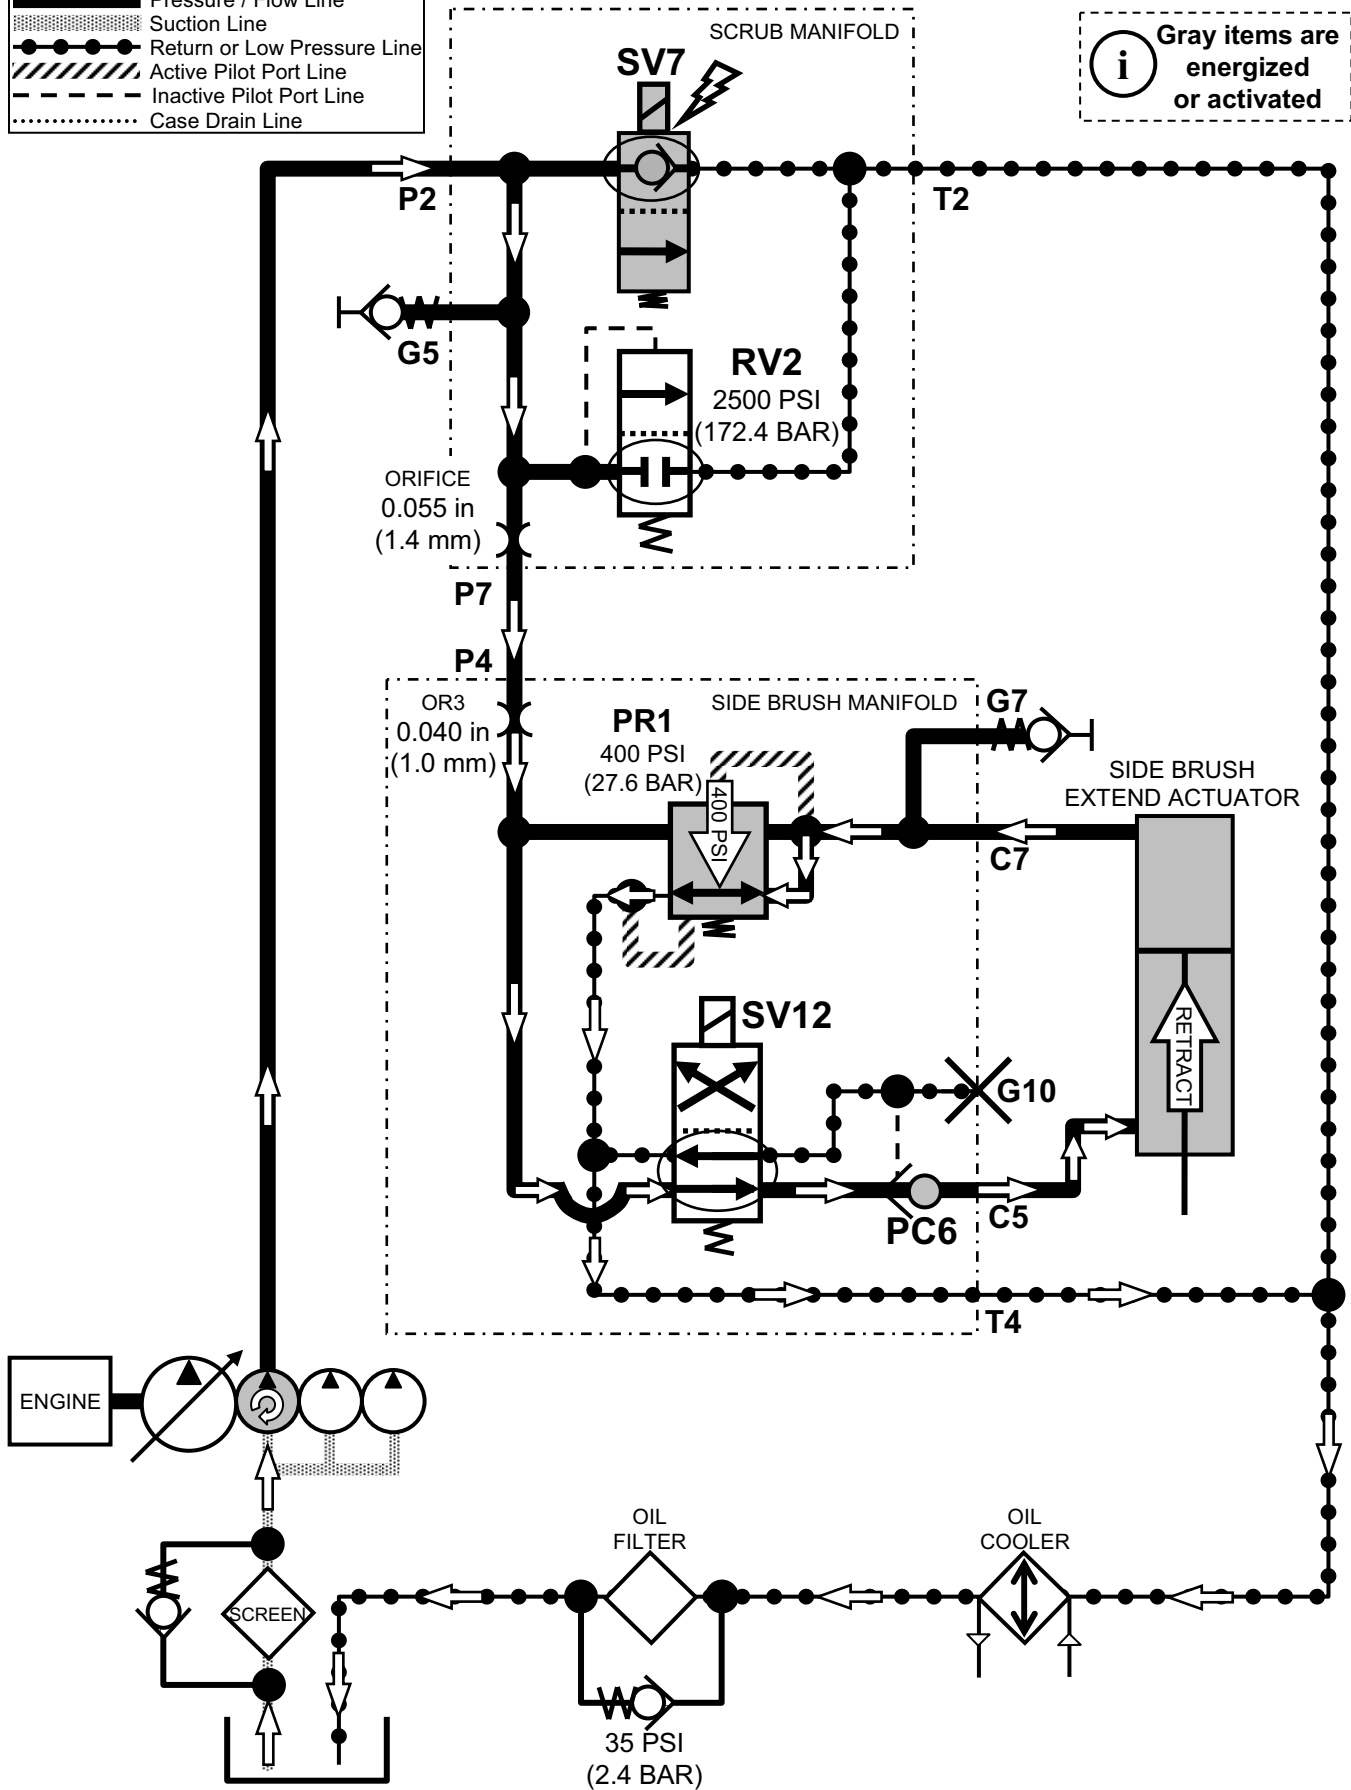 Pressure / Flow Line
Suction Line
Return or Low Pressure Line
Active Pilot Port Line
Inactive Pilot Port Line
Case Drain Line
SCRUB MANIFOLD
i
Gray items are
energized
or activated
SV7
P2
T2
G5
RV2
2500 PSI
(172.4 BAR)
ORIFICE
0.055 in
(1.4 mm)
P7
P4
OR3
0.040 in
(1.0 mm)
PR1
400 PSI
(27.6 BAR)
400 PSI
SIDE BRUSH MANIFOLD
G7
SIDE BRUSH
EXTEND ACTUATOR
C7
SV12
RETRACT
G10
PC6
C5
T4
ENGINE
SCREEN
OIL
FILTER
OIL
COOLER
35 PSI
(2.4 BAR)